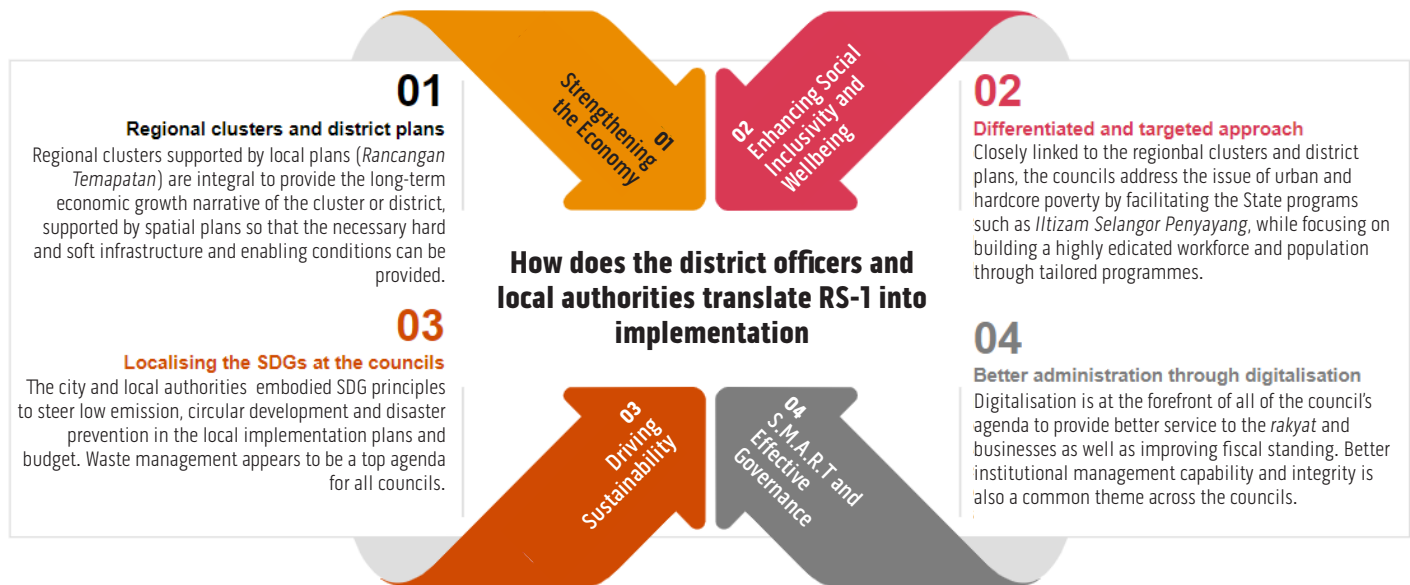 01
Regional clusters and district plans
Regional clusters supported by local plans (Rancangan
Temapatan) are integral to provide the long-term
economic growth narrative of the cluster or district,
supported by spatial plans so that the necessary hard
and soft infrastructure and enabling conditions can be
provided.
01
Strengthening
the Economy
02
Enhancing Social
Inclusivity and
Wellbeing
02
Differentiated and targeted approach
Closely linked to the regionbal clusters and district
plans, the councils address the issue of urban and
hardcore poverty by facilitating the State programs
such as Iltizam Selangor Penyayang, while focusing on
building a highly edicated workforce and population
through tailored programmes.
How does the district officers and
local authorities translate RS-1 into
implementation
03
Localising the SDGs at the councils
The city and local authorities embodied SDG principles
to steer low emission, circular development and disaster
prevention in the local implementation plans and
budget. Waste management appears to be a top agenda
for all councils.
03
Driving
Sustainability
04
S.M.A.R.T and
Effective
Governance
04
Better administration through digitalisation
Digitalisation is at the forefront of all of the council's
agenda to provide better service to the rakyat and
businesses as well as improving fiscal standing. Better
institutional management capability and integrity is
also a common theme across the councils.